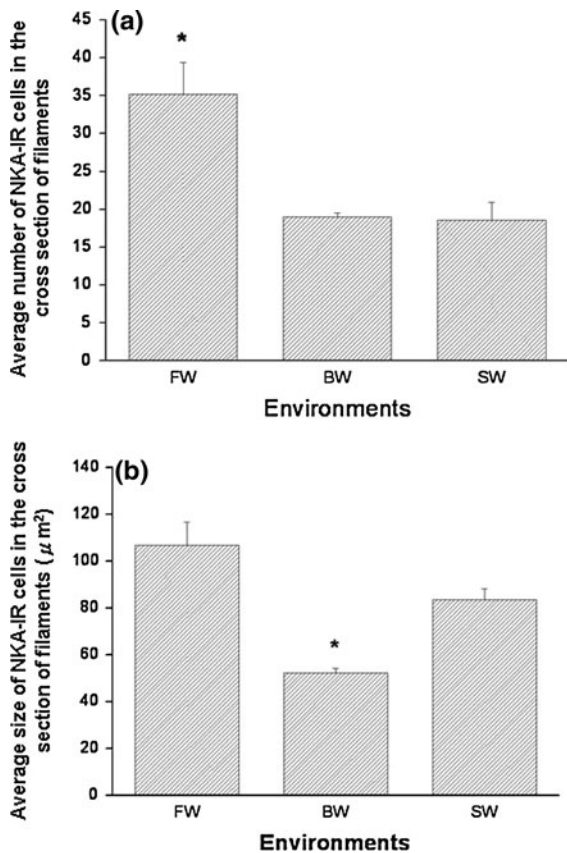 (a)
Average number of NKA-IR cells in the
cross section of filaments
45
40
35
30
25
20
15
10
5
0
*
FW
BW
SW
Environments
(b)
Average size of NKA-IR cells in the cross
section of filaments (μm²)
140
120
100
80
60
40
20
0
*
FW
BW
SW
Environments